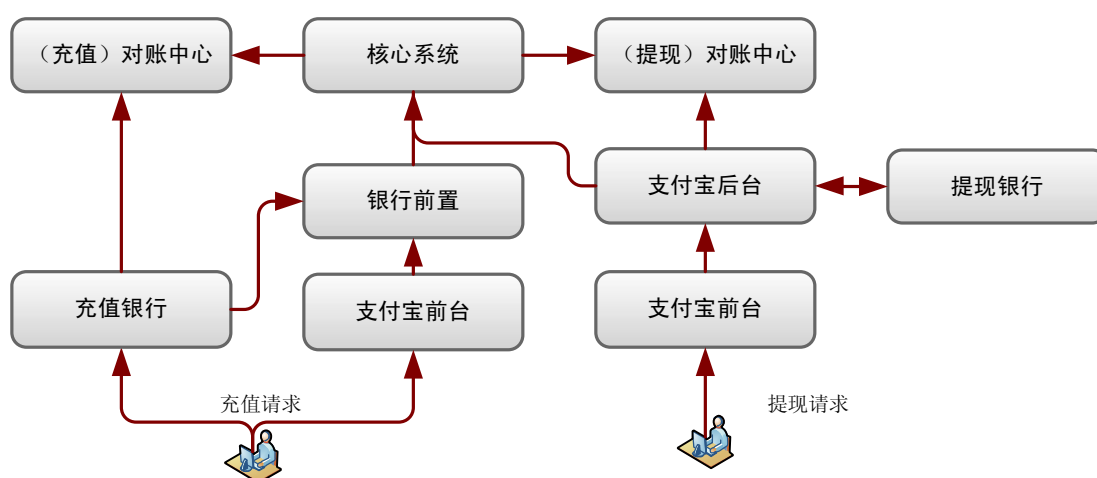 （充值）对账中心
核心系统
（提现）对账中心
银行前置
支付宝后台
提现银行
充值银行
支付宝前台
支付宝前台
充值请求
提现请求